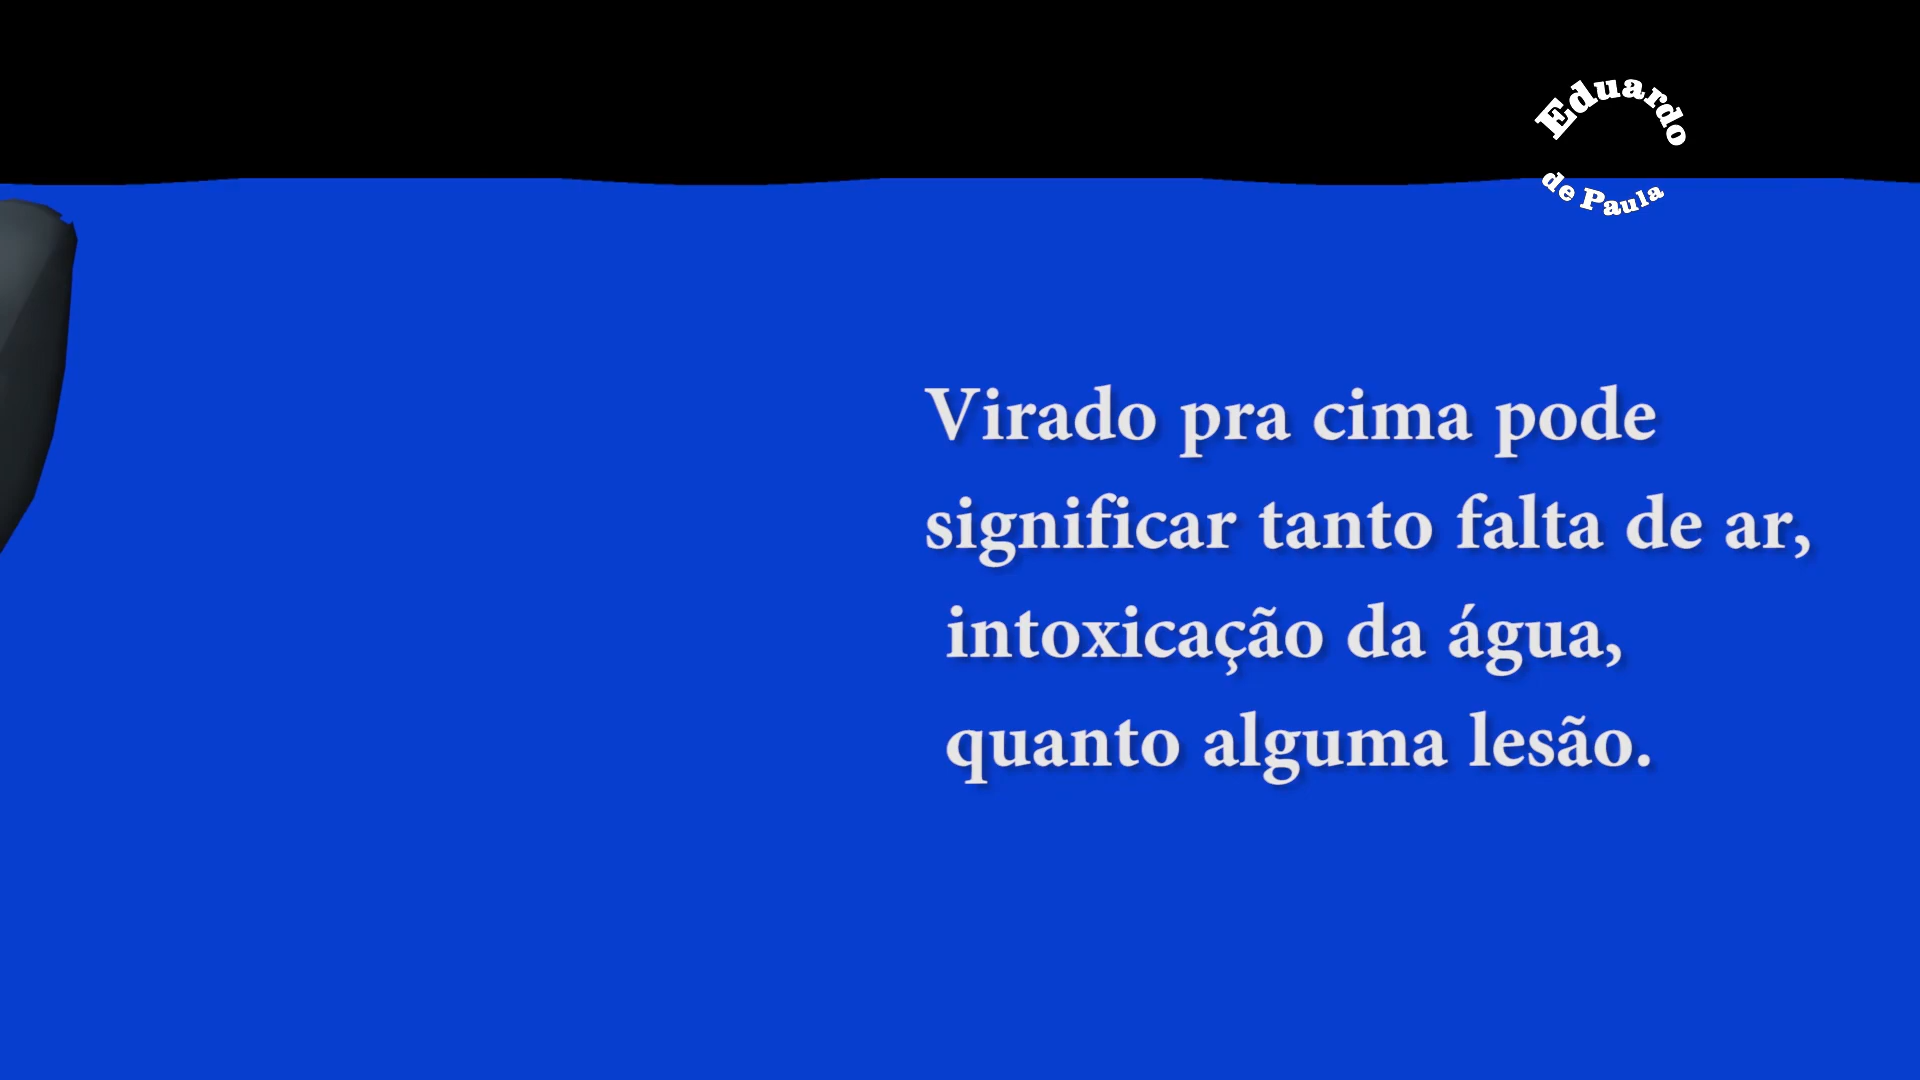 Eduardo
de Paula
Virado pra cima pode
significar tanto falta de ar,
intoxicação da água,
quanto alguma lesão.